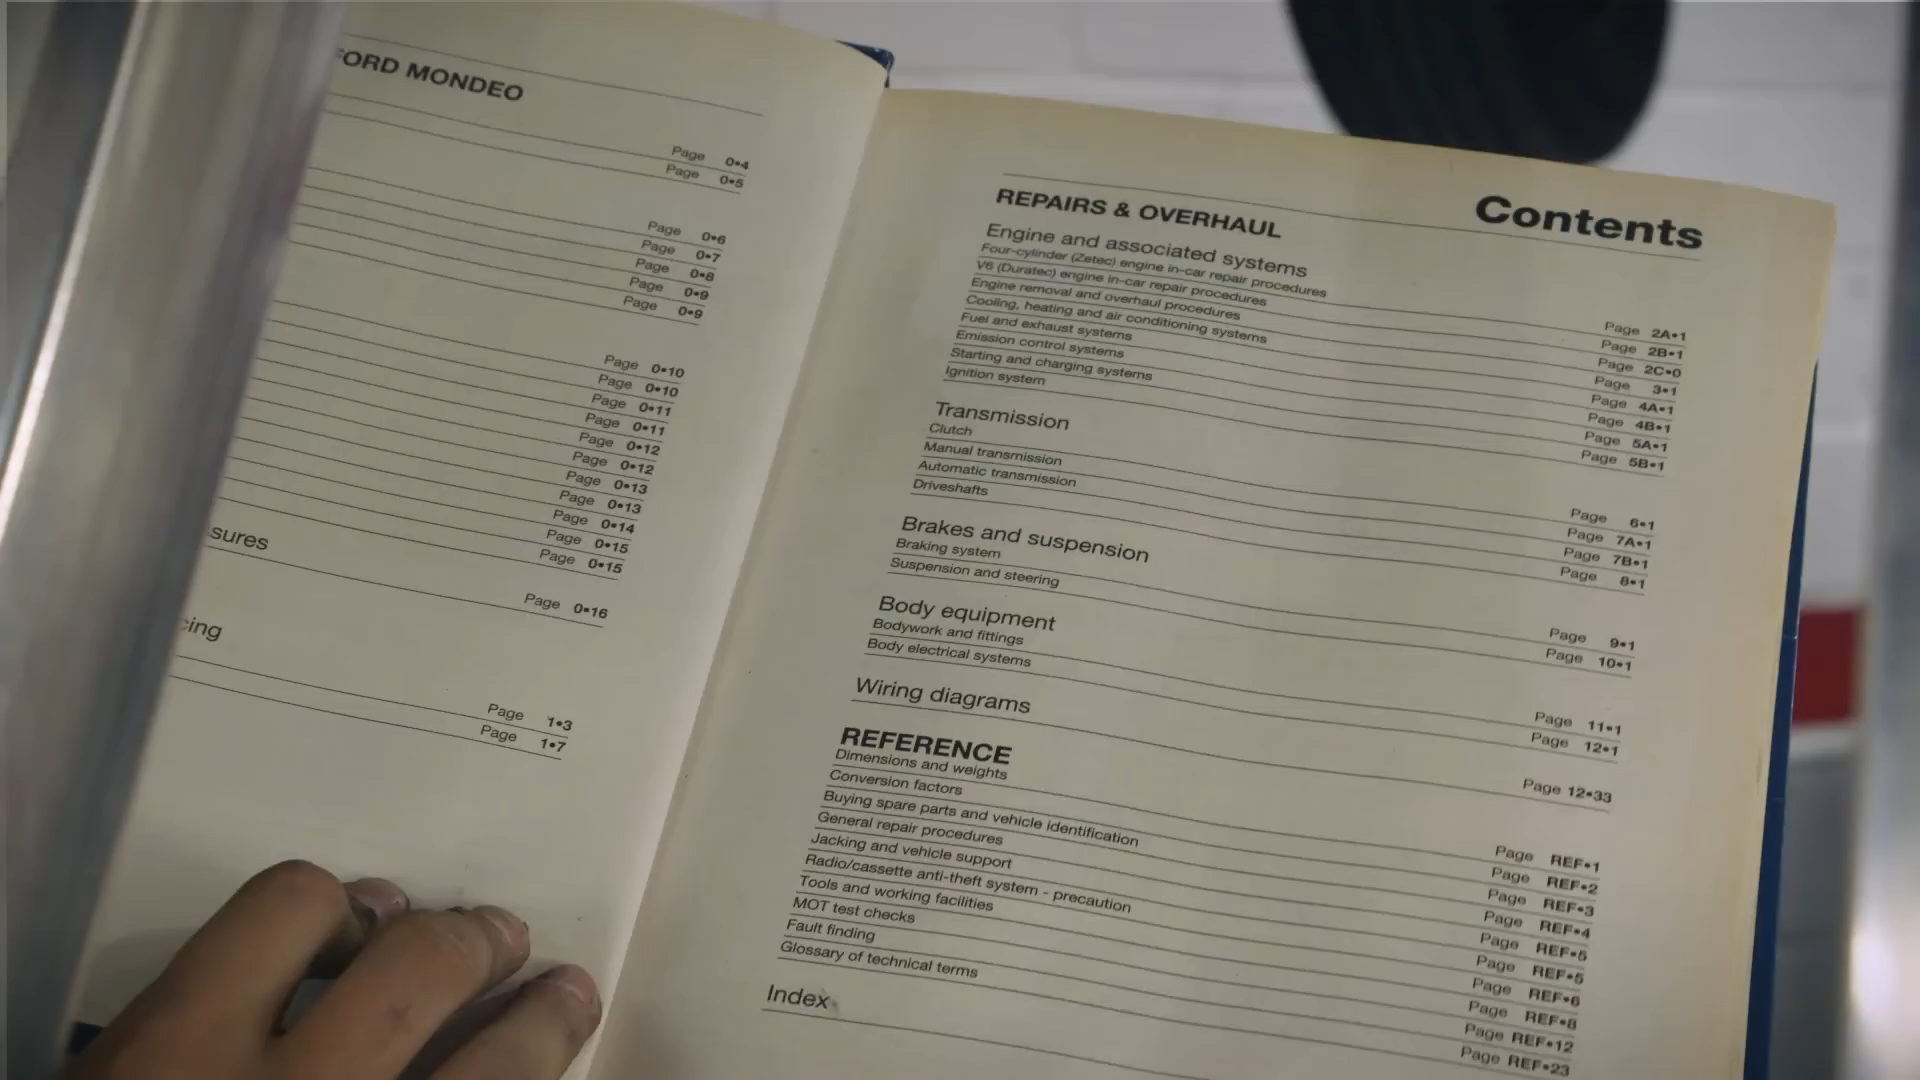 FORD MONDEO
Page 0•4
Page 0•5
Page 0•6
Page 0•7
Page 0•8
Page 0•9
Page 0•9
Page 0•10
Page 0•10
Page 0•11
Page 0•11
Page 0•12
Page 0•12
Page 0•13
Page 0•13
Page 0•14
Page 0•15
Page 0•15
sures
Page 0•16
cing
Page 1•3
Page 1•7
Contents
REPAIRS & OVERHAUL
Engine and associated systems
Four-cylinder (Zetec) engine in-car repair procedures Page 2A•1
V6 (Duratec) engine in-car repair procedures Page 2B•1
Engine removal and overhaul procedures Page 2C•0
Cooling, heating and air conditioning systems Page 3•1
Fuel and exhaust systems Page 4A•1
Emission control systems Page 4B•1
Starting and charging systems Page 5A•1
Ignition system Page 5B•1
Transmission
Clutch Page 6•1
Manual transmission Page 7A•1
Automatic transmission Page 7B•1
Driveshafts Page 8•1
Brakes and suspension
Braking system Page 9•1
Suspension and steering Page 10•1
Body equipment
Bodywork and fittings Page 11•1
Body electrical systems Page 12•1
Wiring diagrams Page 12•33
REFERENCE
Dimensions and weights Page REF•1
Conversion factors Page REF•2
Buying spare parts and vehicle identification Page REF•3
General repair procedures Page REF•4
Jacking and vehicle support Page REF•5
Radio/cassette anti-theft system - precaution Page REF•5
Tools and working facilities Page REF•6
MOT test checks Page REF•8
Fault finding Page REF•12
Glossary of technical terms Page REF•23
Index